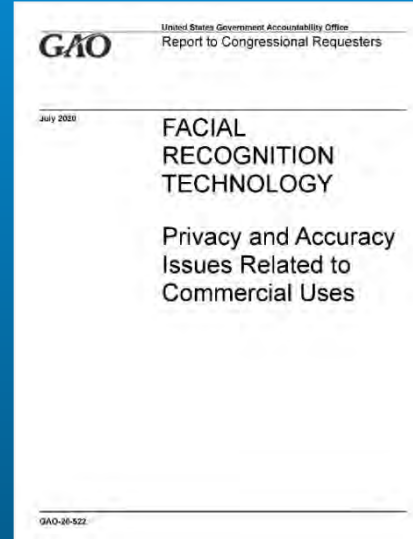 GAO
United States Government Accountability Office
Report to Congressional Requesters
July 2020
FACIAL
RECOGNITION
TECHNOLOGY
Privacy and Accuracy
Issues Related to
Commercial Uses
GAO-20-522